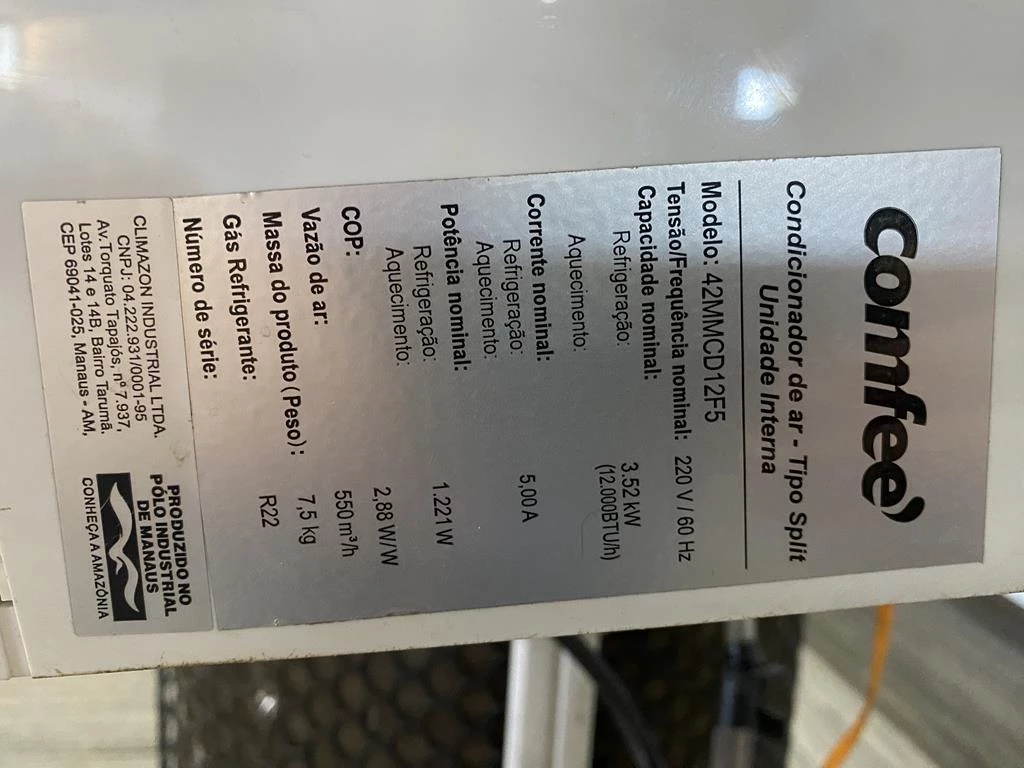 comfee'
Condicionador de ar - Tipo Split
Unidade Interna
Modelo: 42MMCD12F5
Tensão/Frequência nominal: 220 V / 60 Hz
Capacidado nominal:
Refrigeração: 3,52 kW
(12.000BTU/h)
Aquecimento:
Corrente nominal:
Refrigeração: 5,00 A
Aquecimento:
Potência nominal:
Refrigeração: 1.221 W
Aquecimento:
COP: 2,88 W/W
Vazão de ar: 550 m³/h
Massa do produto (Peso): 7,5 kg
Gás Refrigerante: R22
Número de série:
CLIMAZON INDUSTRIAL LTDA.
CNPJ: 04.222.931/0001-95
Av. Torquato Tapajós, nº 7.937,
Lotes 14 e 14B, Bairro Tarumã.
CEP 69041-025, Manaus - AM,
PRODUZIDO NO
PÓLO INDUSTRIAL
DE MANAUS
CONHEÇA A AMAZÔNIA